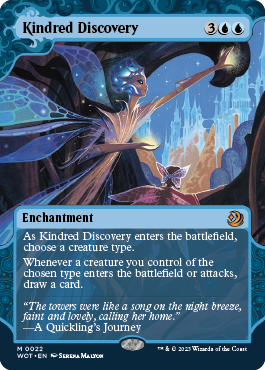 Kindred Discovery 3
Enchantment
As Kindred Discovery enters the battlefield,
choose a creature type.
Whenever a creature you control of the
chosen type enters the battlefield or attacks,
draw a card.
“The towers were like a song on the night breeze,
faint and lovely, calling her home.”
—A Quickling’s Journey
M 0022
WOT • EN Serena Malyon ™ & © 2023 Wizards of the Coast